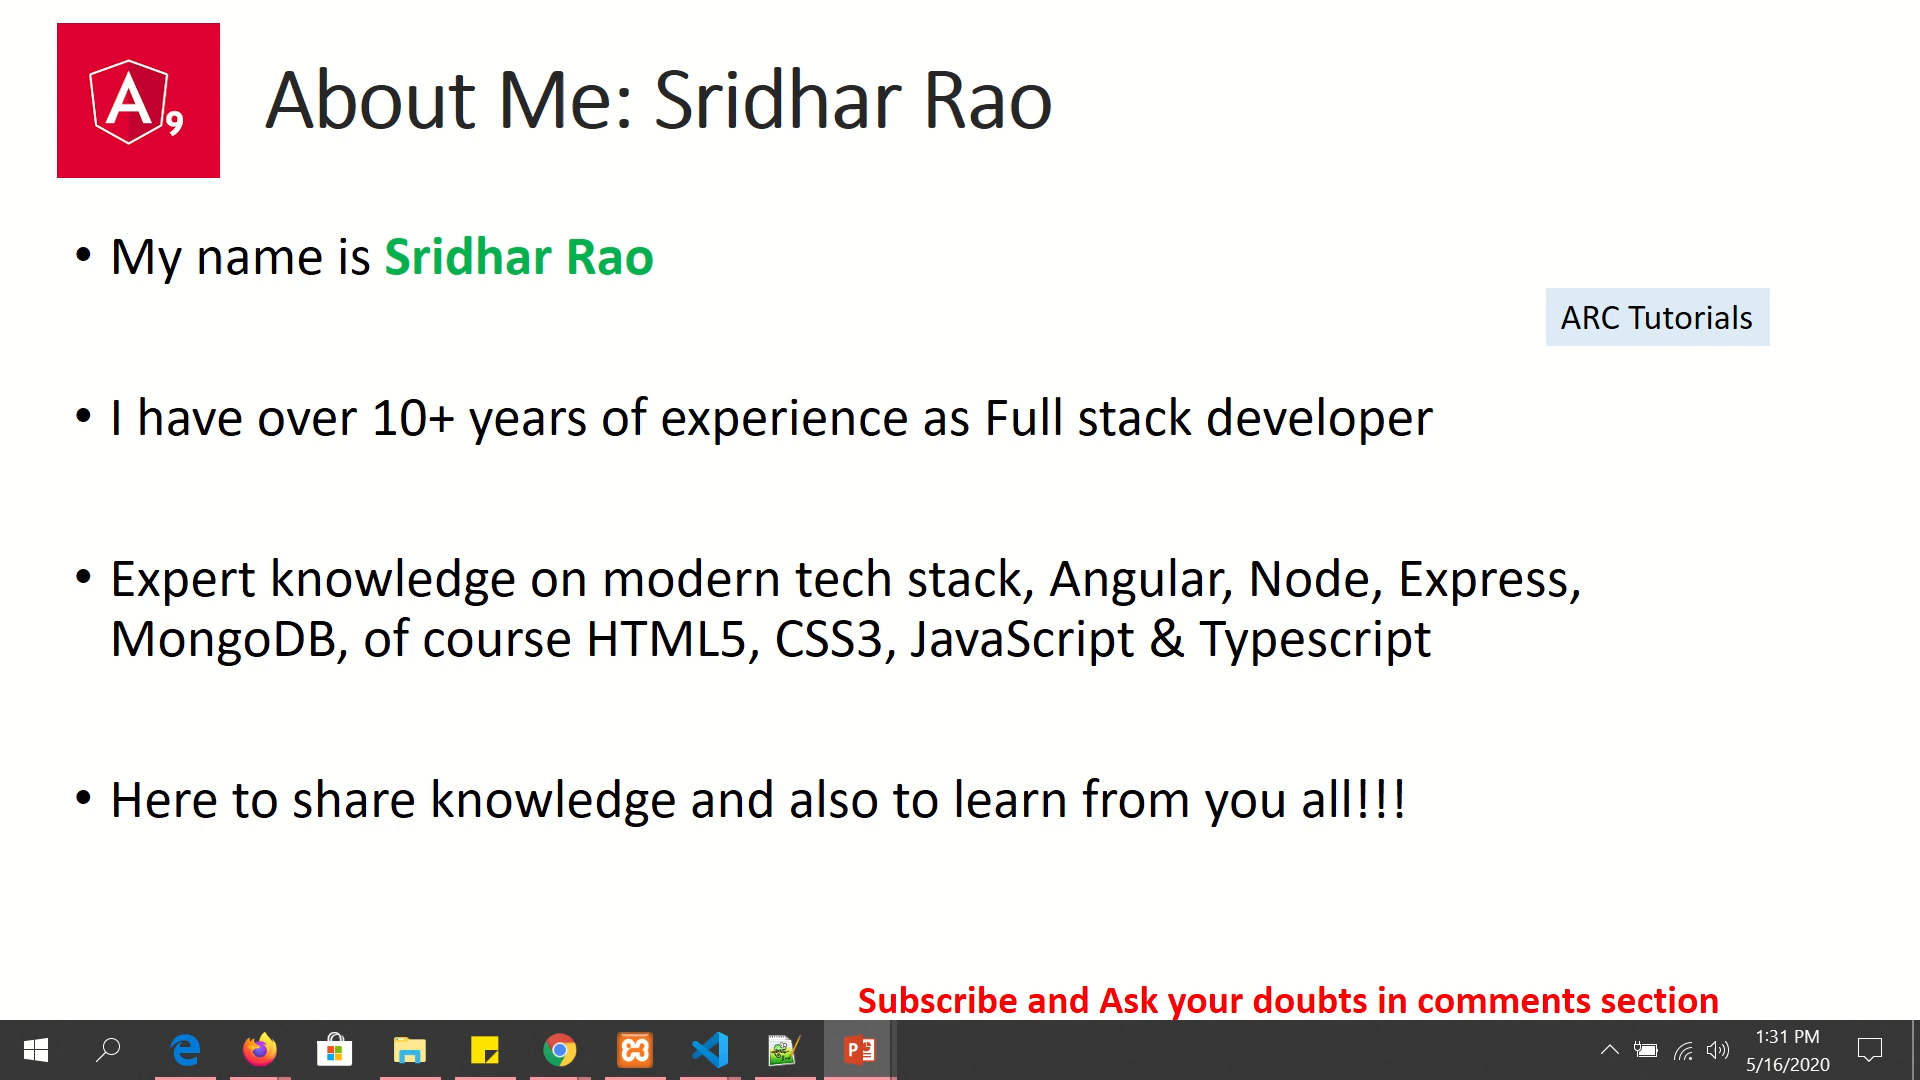 A9
About Me: Sridhar Rao
• My name is Sridhar Rao
ARC Tutorials
• I have over 10+ years of experience as Full stack developer
• Expert knowledge on modern tech stack, Angular, Node, Express,
MongoDB, of course HTML5, CSS3, JavaScript & Typescript
• Here to share knowledge and also to learn from you all!!!
Subscribe and Ask your doubts in comments section
1:31 PM
5/16/2020